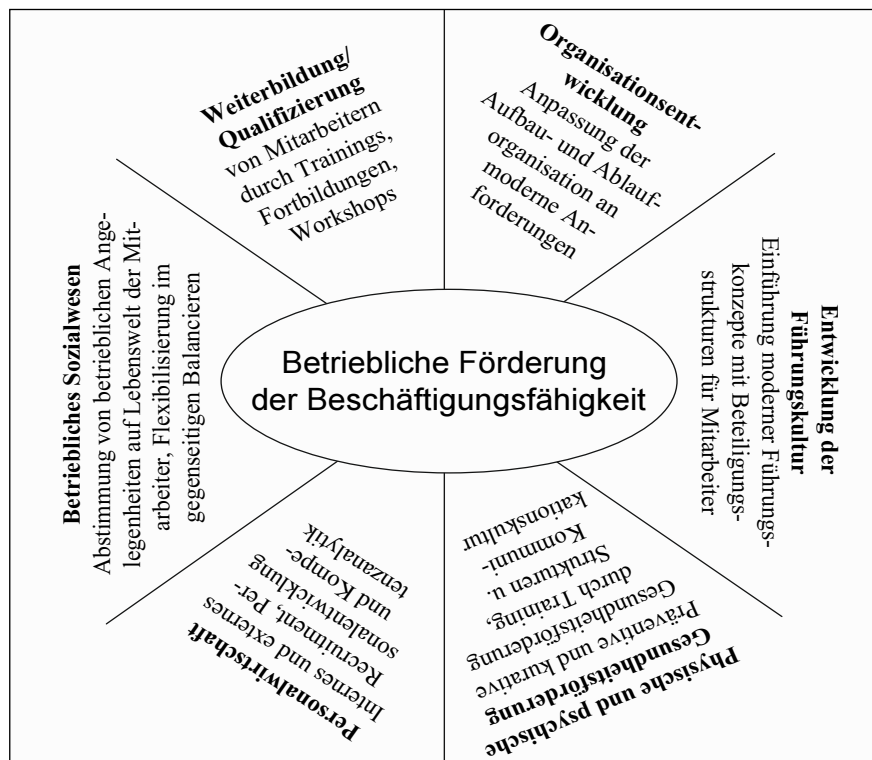 Weiterbildung/
Qualifizierung
von Mitarbeitern
durch Trainings,
Fortbildungen,
Workshops
Organisationsent-
wicklung
Anpassung der
Aufbau- und Ablauf-
organisation an
moderne An-
forderungen
Entwicklung der
Führungskultur
Einführung moderner Führungs-
konzepte mit Beteiligungs-
strukturen für Mitarbeiter
Physische und psychische
Gesundheitsförderung
Präventive und kurative
Gesundheitsförderung
durch Training,
Strukturen u.
Kommuni-
kationskultur
Personalwirtschaft
Internes und externes
Recruitment, Per-
sonalentwicklung
und Kompe-
tenzanalytik
Betriebliches Sozialwesen
Abstimmung von betrieblichen Ange-
legenheiten auf Lebenswelt der Mit-
arbeiter, Flexibilisierung im
gegenseitigen Balancieren
Betriebliche Förderung
der Beschäftigungsfähigkeit